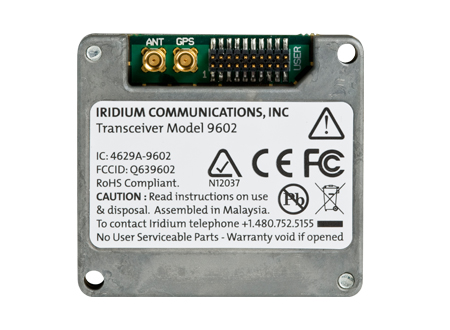 ANT GPS
USER
IRIDIUM COMMUNICATIONS, INC
Transceiver Model 9602
IC: 4629A-9602
FCCID: Q639602
RoHS Compliant.
N12037
CE FC
Pb
CAUTION : Read instructions on use
& disposal. Assembled in Malaysia.
To contact Iridium telephone +1.480.752.5155
No User Serviceable Parts - Warranty void if opened